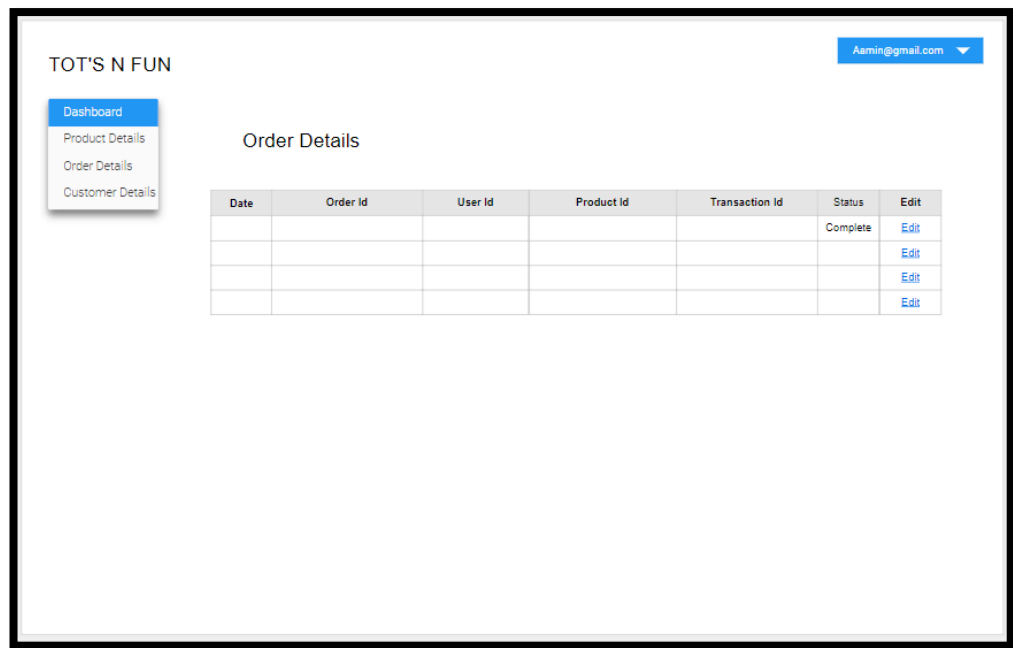 Aamin@gmail.com
TOT'S N FUN
Dashboard
Product Details
Order Details
Customer Details
Order Details
Date Order Id User Id Product Id Transaction Id Status Edit
Complete Edit
Edit
Edit
Edit